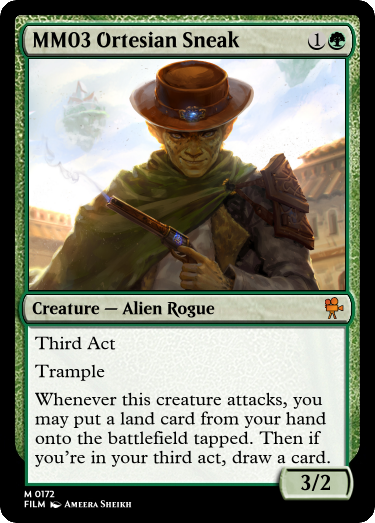 MM03 Ortesian Sneak 1
Creature — Alien Rogue
Third Act
Trample
Whenever this creature attacks, you
may put a land card from your hand
onto the battlefield tapped. Then if
you're in your third act, draw a card.
3/2
M 0172
FILM Ameera Sheikh